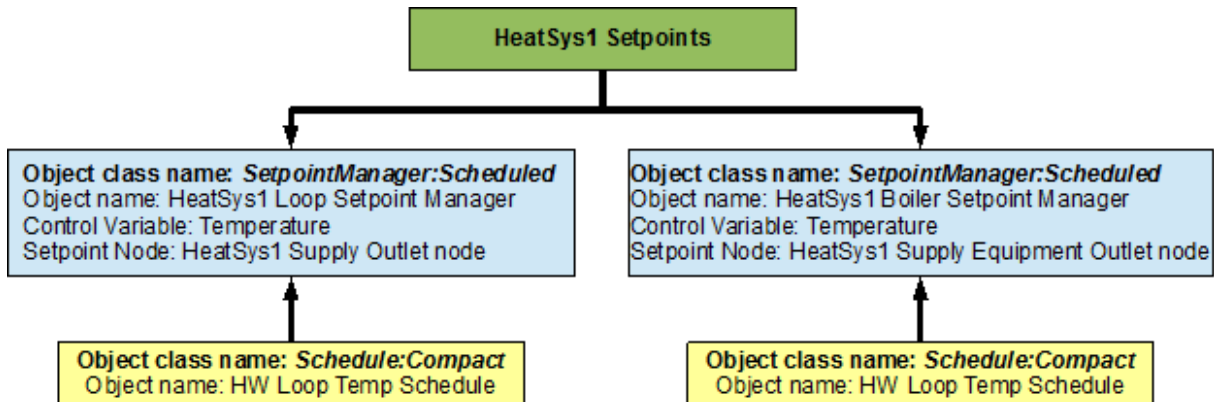 HeatSys1 Setpoints
Object class name: SetpointManager:Scheduled
Object name: HeatSys1 Loop Setpoint Manager
Control Variable: Temperature
Setpoint Node: HeatSys1 Supply Outlet node
Object class name: SetpointManager:Scheduled
Object name: HeatSys1 Boiler Setpoint Manager
Control Variable: Temperature
Setpoint Node: HeatSys1 Supply Equipment Outlet node
Object class name: Schedule:Compact
Object name: HW Loop Temp Schedule
Object class name: Schedule:Compact
Object name: HW Loop Temp Schedule